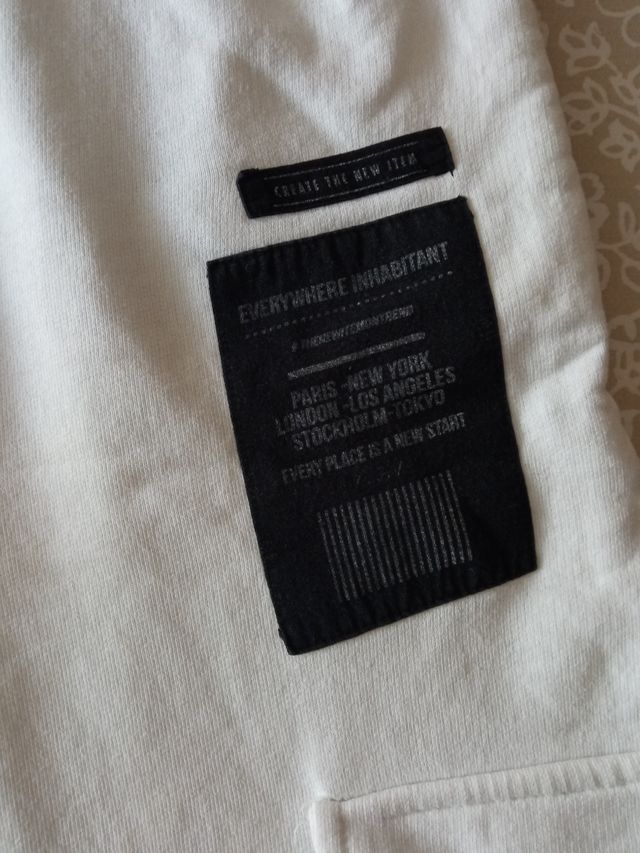 CREATE THE NEW ITEM
EVERYWHERE INHABITANT
#THENEWITEMONTREND
PARIS -NEW YORK
LONDON -LOS ANGELES
STOCKHOLM-TOKYO
EVERY PLACE IS A NEW START